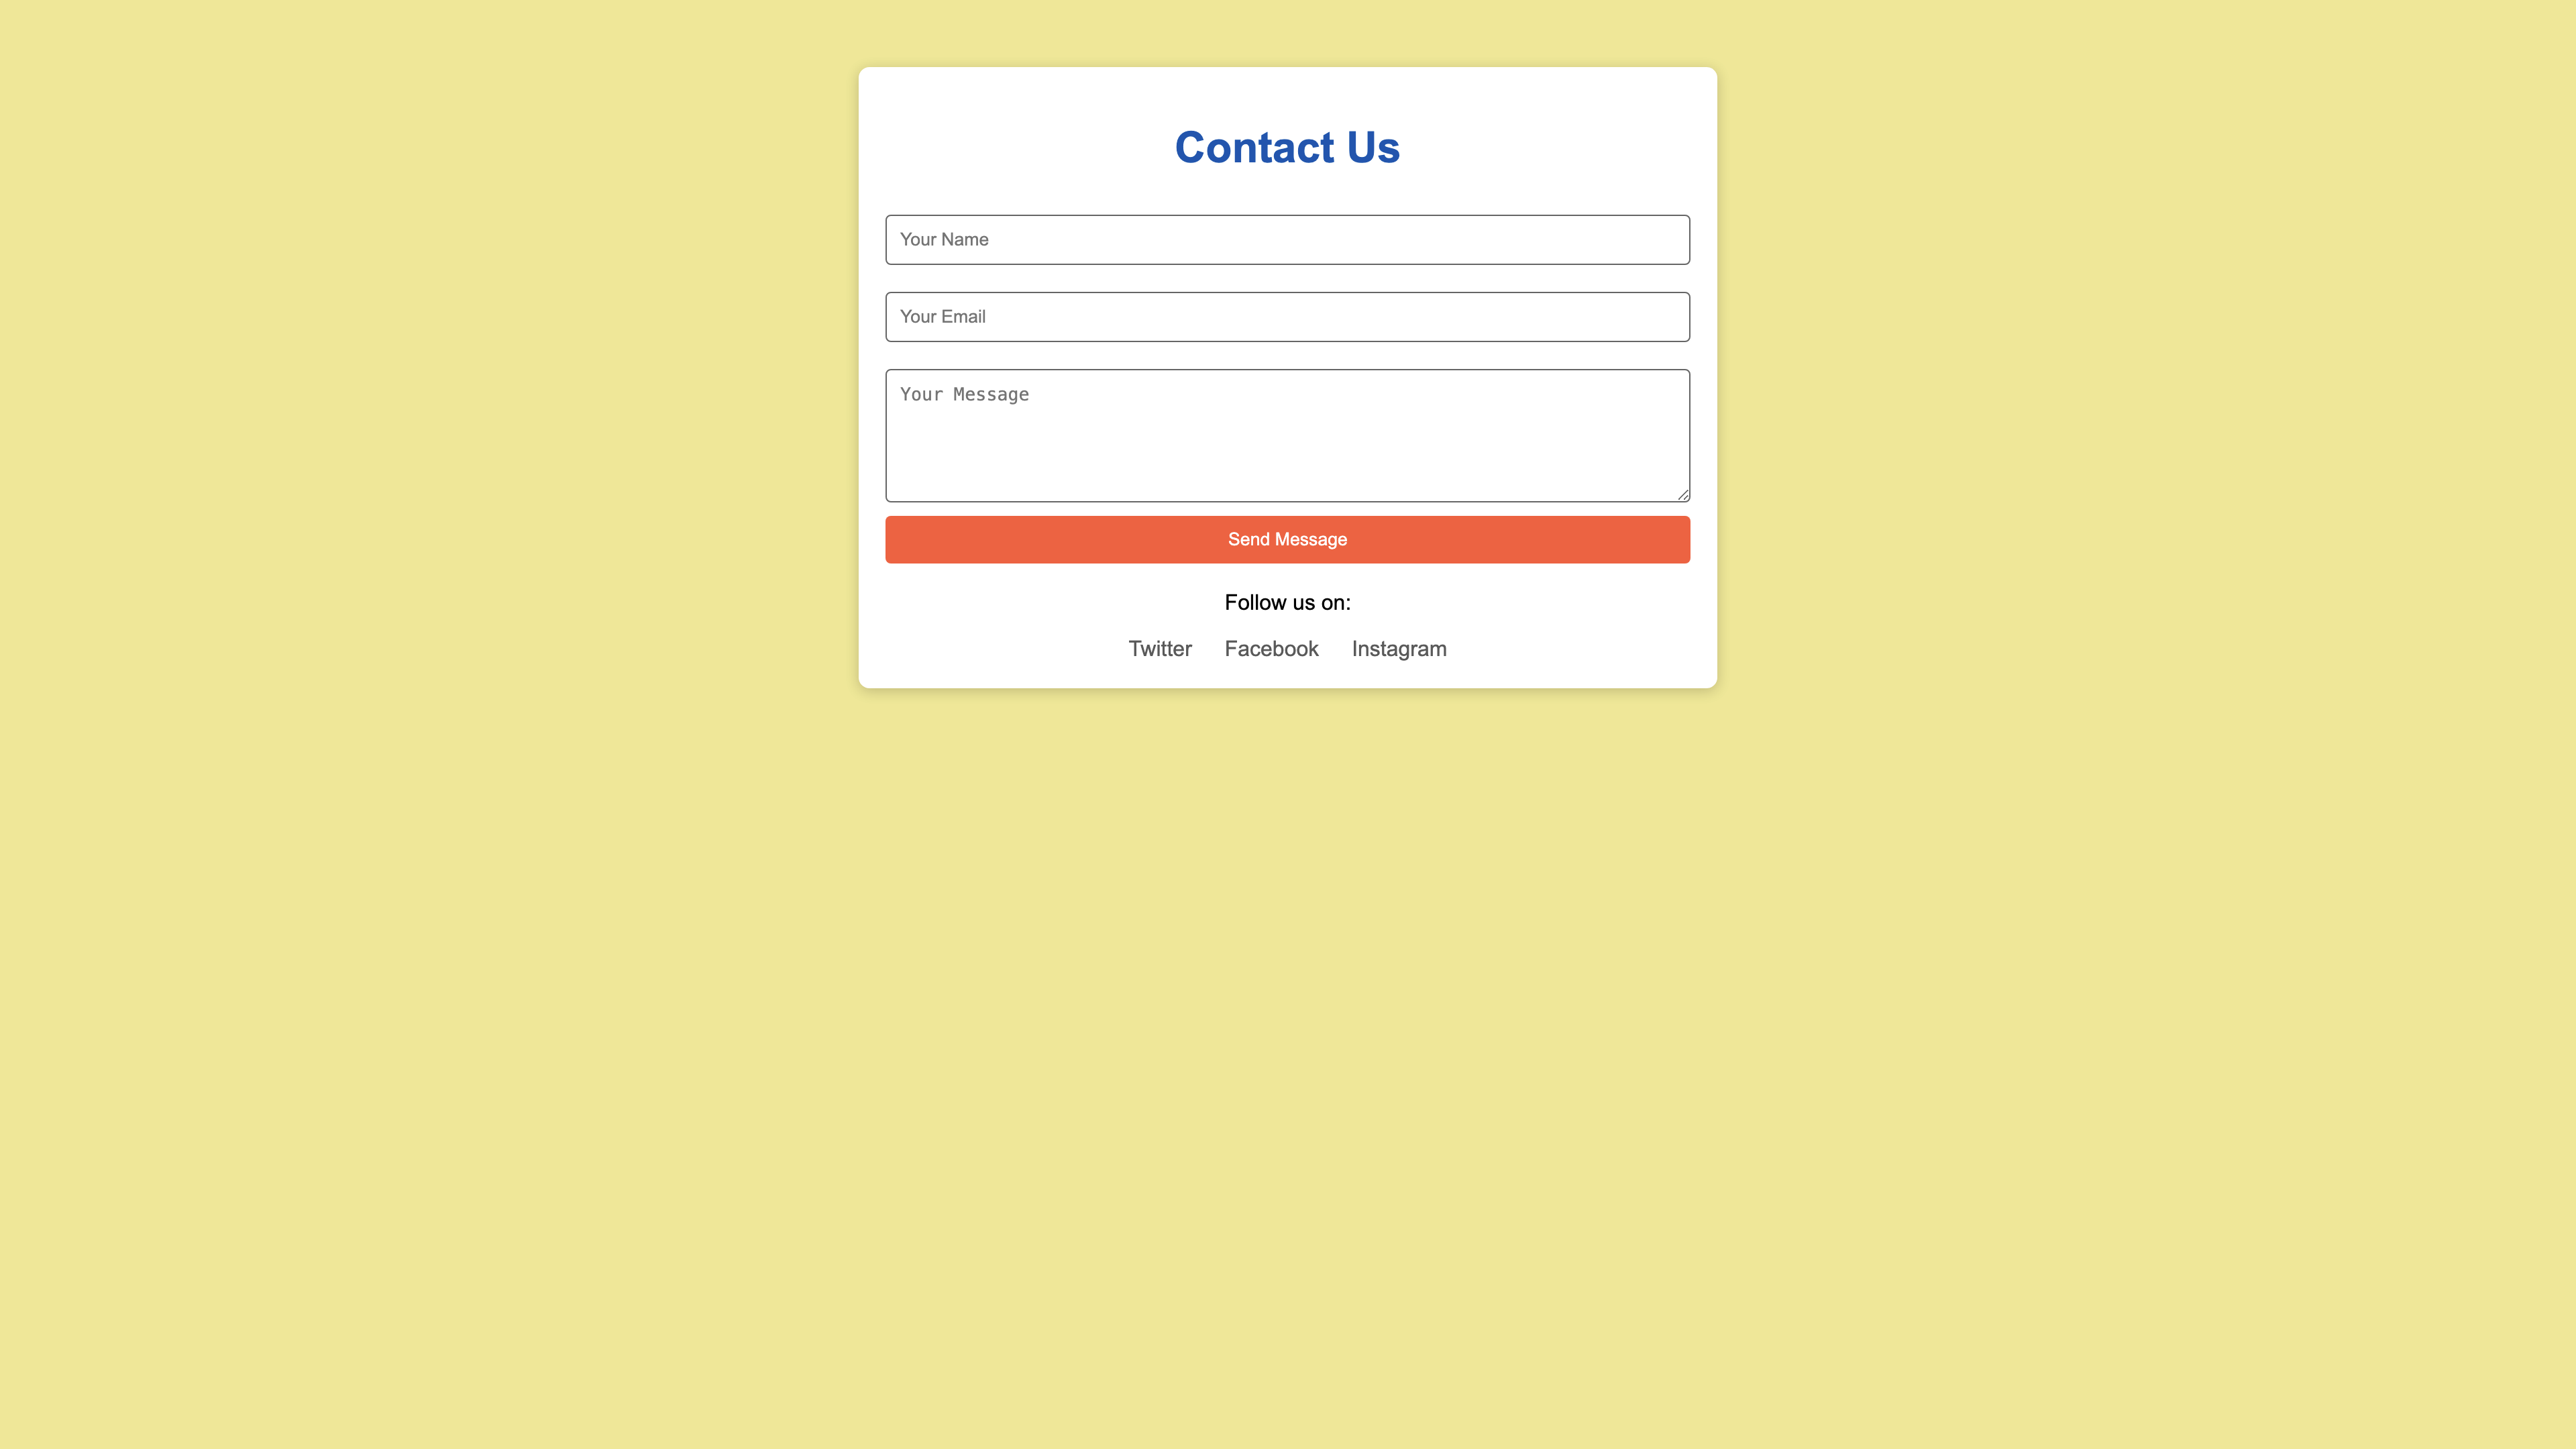 Contact Us
Your Name
Your Email
Your Message
Send Message
Follow us on:
Twitter Facebook Instagram